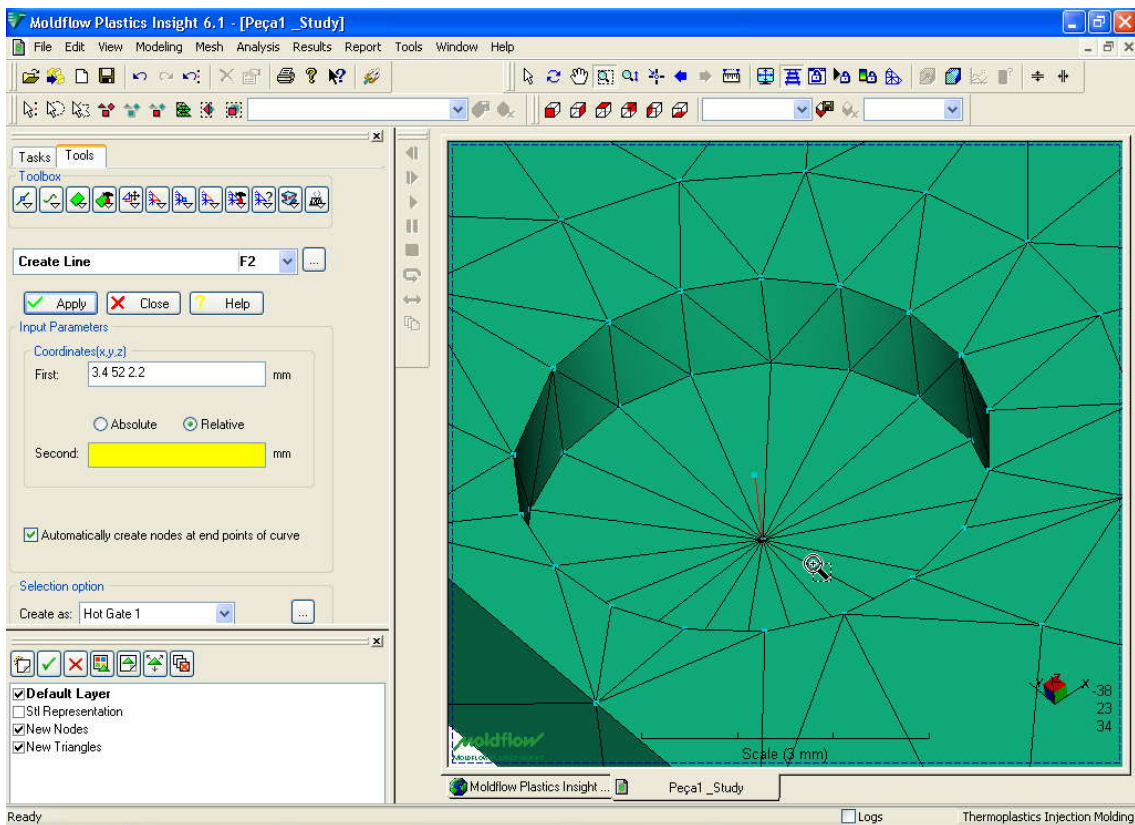 Moldflow Plastics Insight 6.1 - [Peça1 _Study]
File Edit View Modeling Mesh Analysis Results Report Tools Window Help
Tasks Tools
Toolbox
Create Line F2 ...
Apply Close ? Help
Input Parameters
Coordinates(x,y,z)
First: 3.4 52 2.2 mm
Absolute Relative
Second: mm
Automatically create nodes at end points of curve
Selection option
Create as: Hot Gate 1 ...
Default Layer
Stl Representation
New Nodes
New Triangles
Y Z X
-38
23
34
moldflow
Scale (3 mm)
Moldflow Plastics Insight ... Peça1 _Study
Ready Logs Thermoplastics Injection Molding